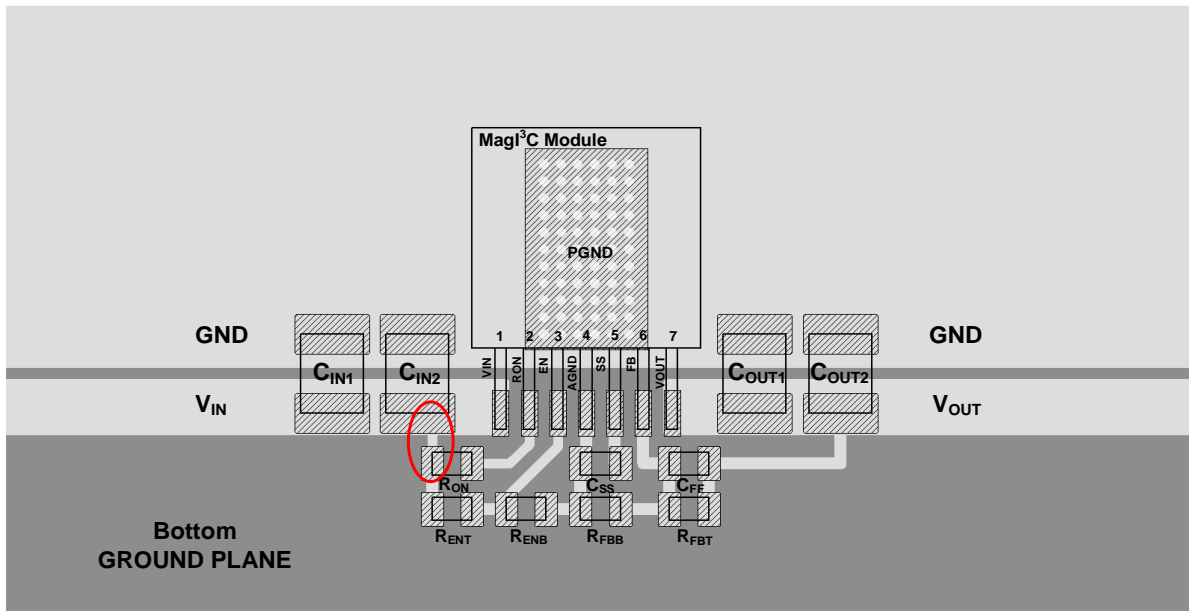 MagI³C Module
PGND
1 2 3 4 5 6 7
VIN
RON
EN
AGND
SS
FB
VOUT
GND
GND
CIN1
CIN2
COUT1
COUT2
VIN
VOUT
RON
CSS
CFF
RENT
RENB
RFBB
RFBT
Bottom
GROUND PLANE